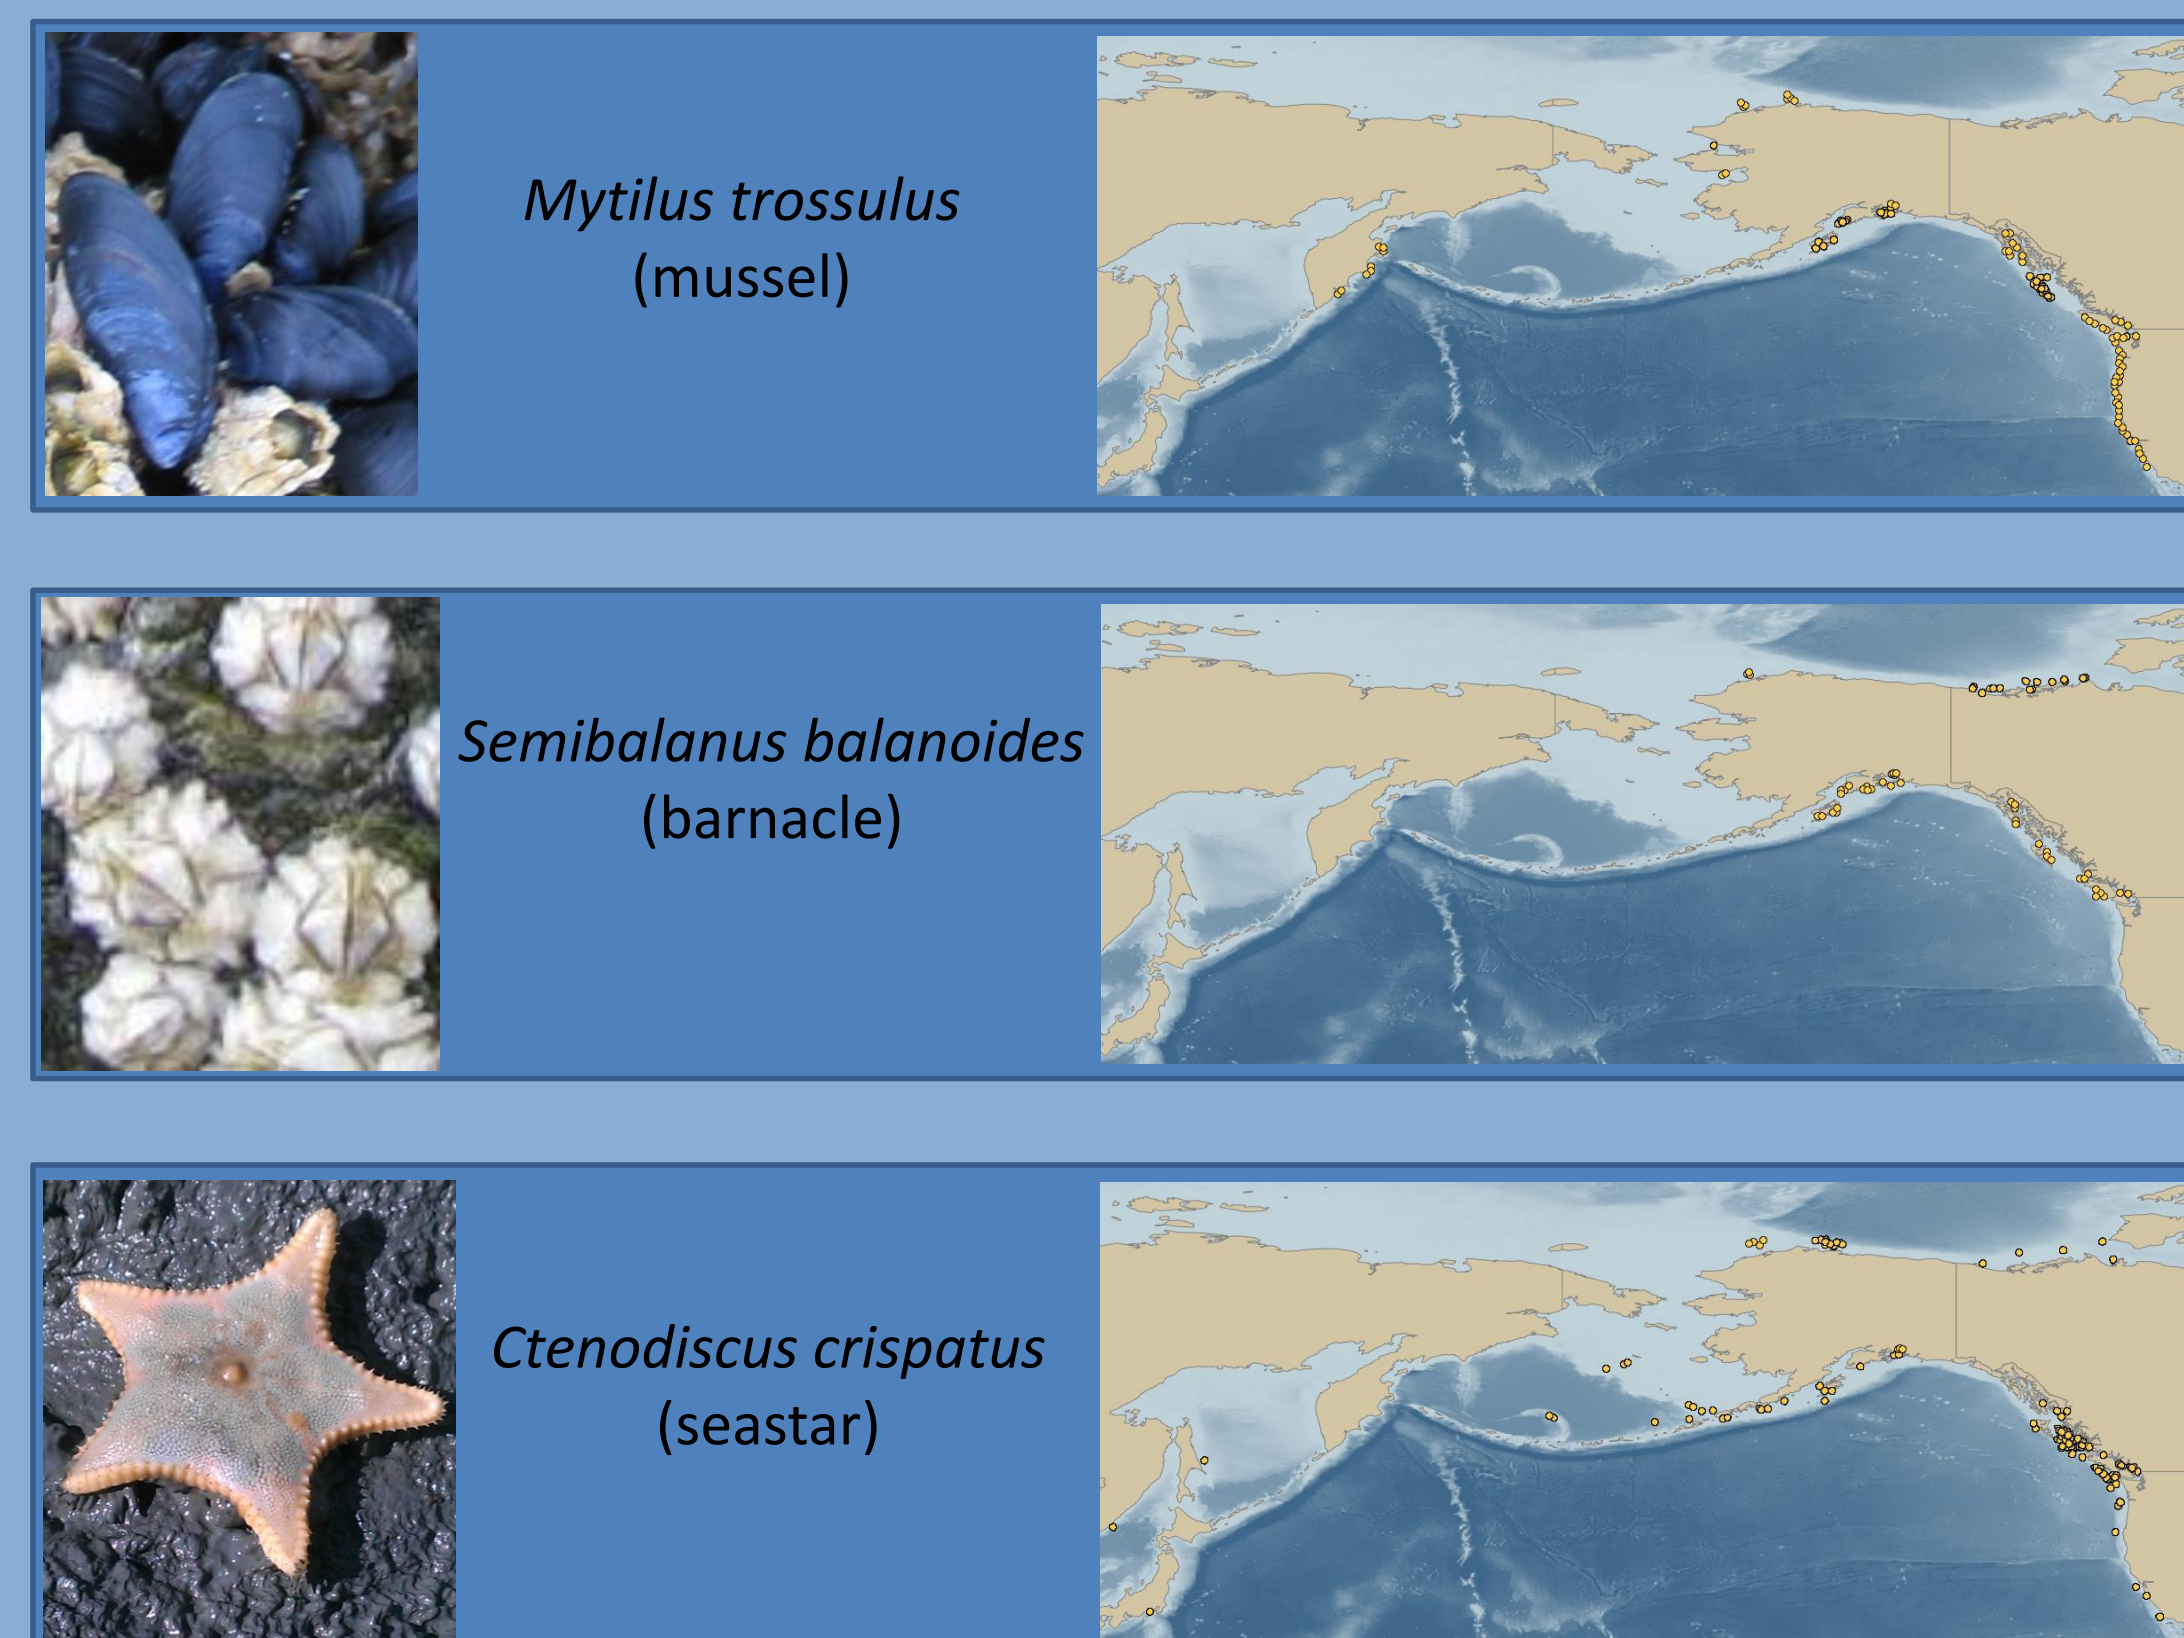 Mytilus trossulus
(mussel)
Semibalanus balanoides
(barnacle)
Ctenodiscus crispatus
(seastar)